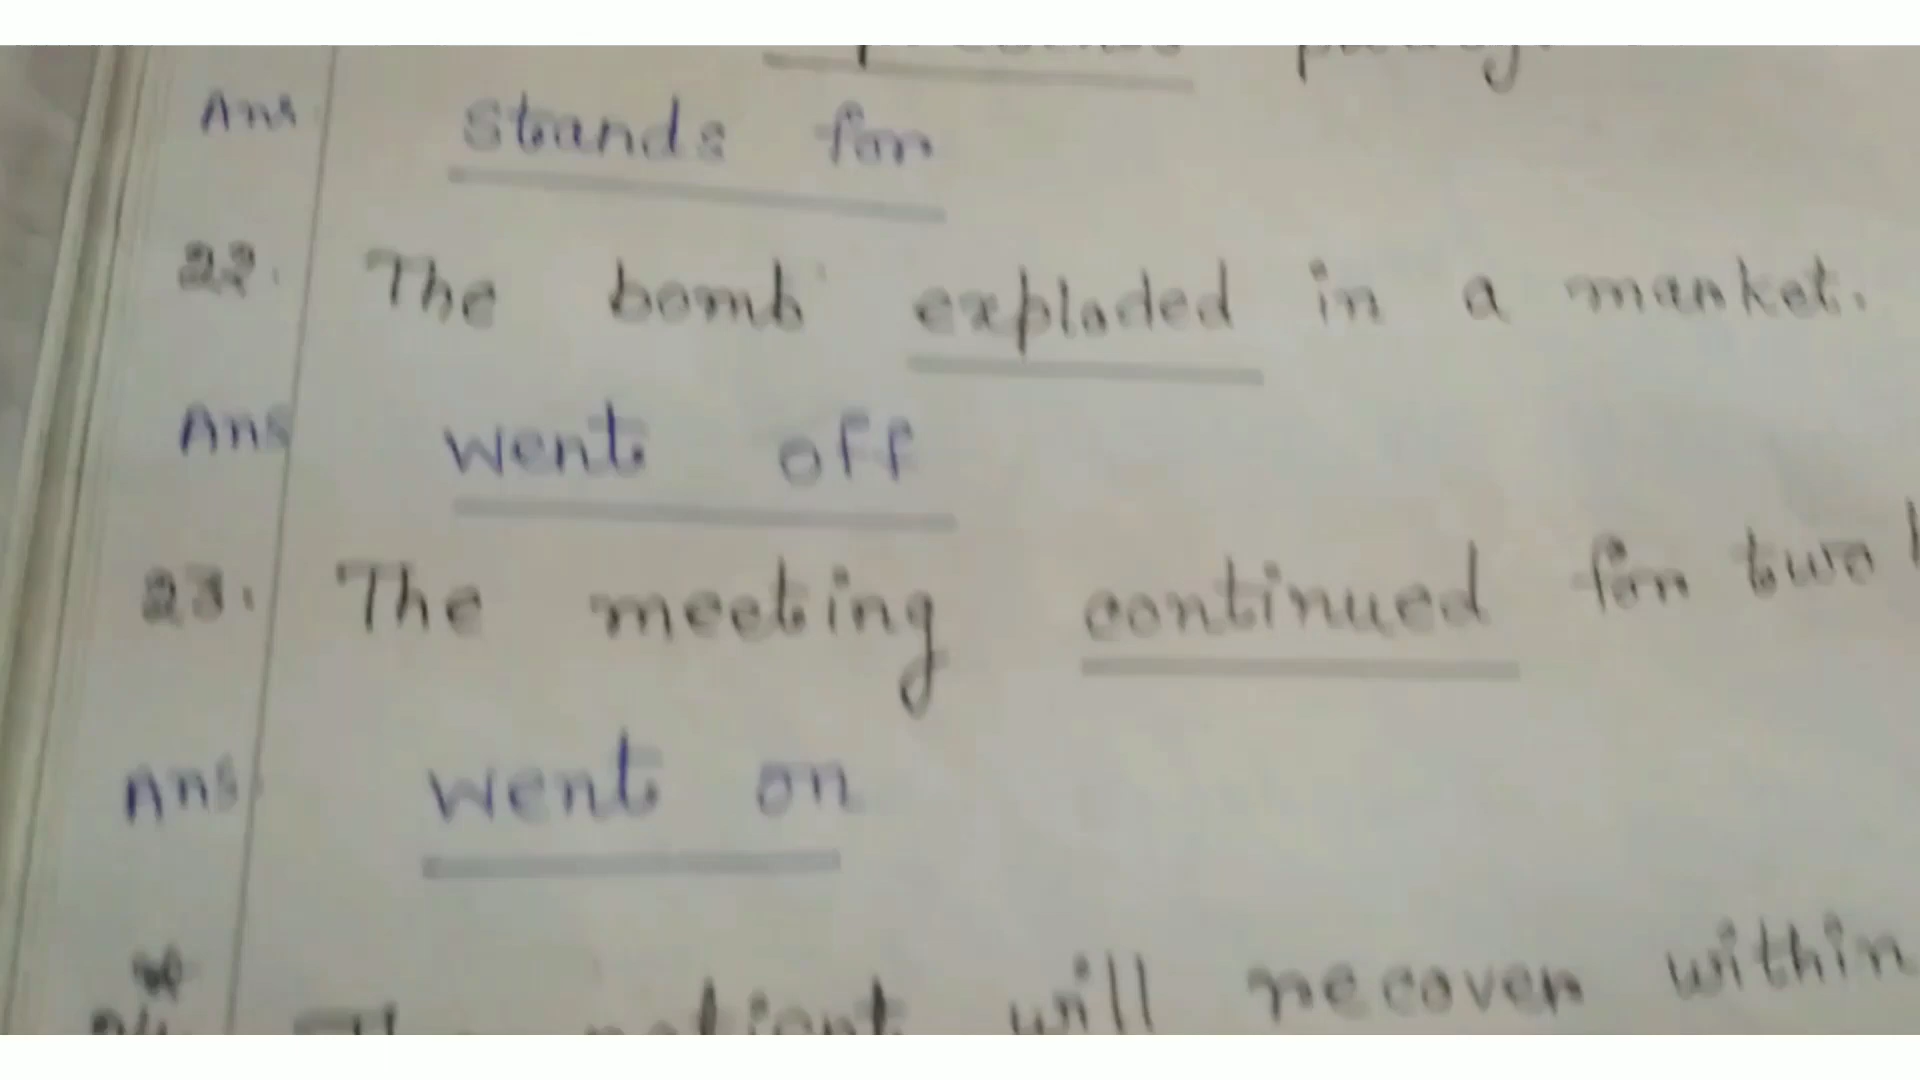 Ans stands for
22. The bomb exploded in a market.
Ans went off
23. The meeting continued for two
Ans went on
will recover within